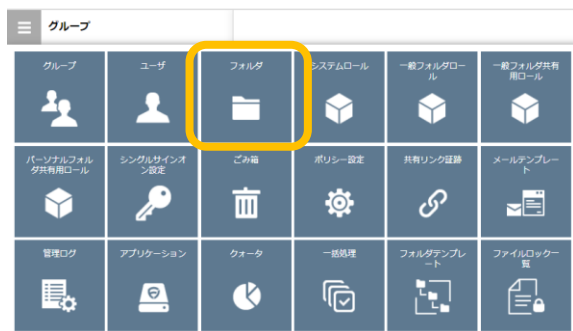 グループ
グループ
ユーザ
フォルダ
システムロール
一般フォルダロー
ル
一般フォルダ共有
用ロール
パーソナルフォル
ダ共有用ロール
シングルサインオ
ン設定
ごみ箱
ポリシー設定
共有リンク証跡
メールテンプレー
ト
管理ログ
アプリケーション
クォータ
一括処理
フォルダテンプレ
ート
ファイルロック一
覧